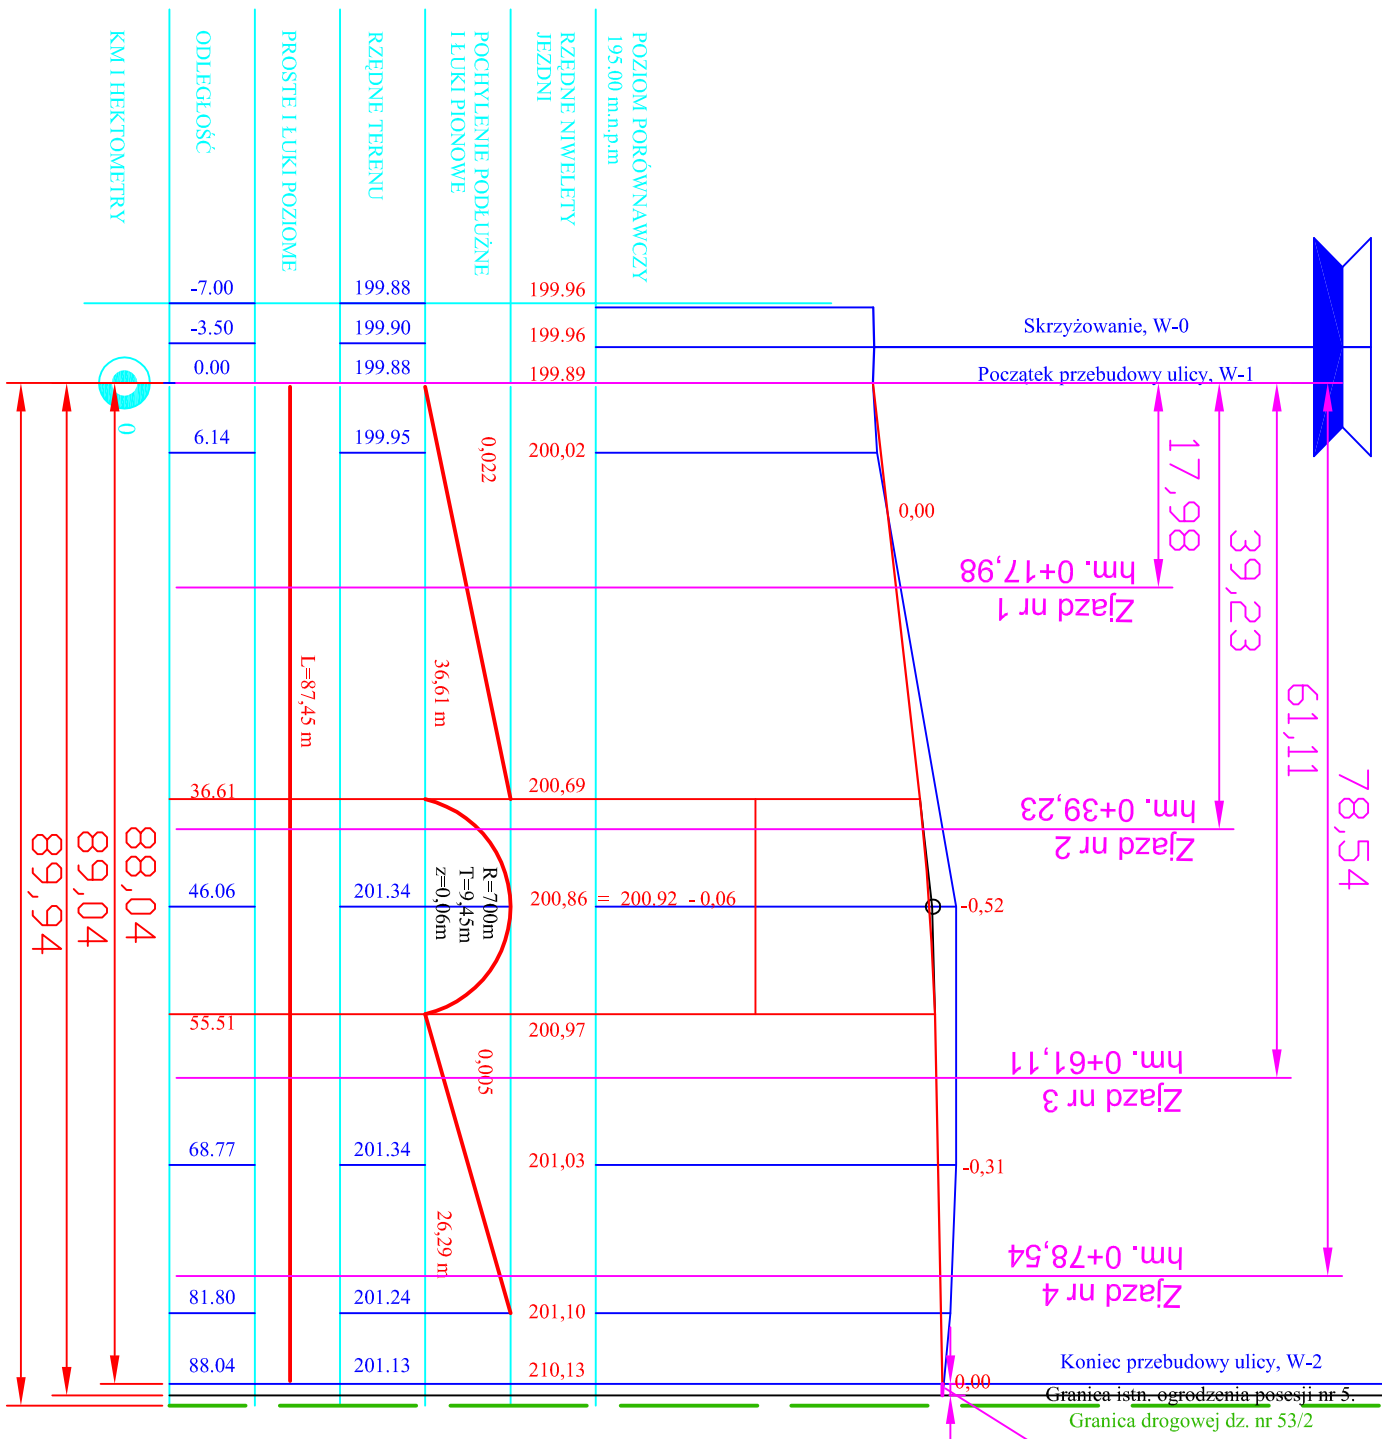 KM I HEKTOMETRY
ODLEGŁOŚĆ
PROSTE I ŁUKI POZIOME
RZĘDNE TERENU
POCHYLENIE PODŁUŻNE
I ŁUKI PIONOWE
RZĘDNE NIWELETY
JEZDNI
POZIOM PORÓWNAWCZY
195.00 m.n.p.m
-7.00
199.88
199.96
-3.50
199.90
199.96
Skrzyżowanie, W-0
0.00
199.88
199.89
Początek przebudowy ulicy, W-1
0
6.14
199.95
0,022
200,02
0,00
17,98
39,23
61,11
78,54
Zjazd nr 1
hm. 0+17,98
L=87,45 m
36,61 m
36.61
200,69
Zjazd nr 2
hm. 0+39,23
88,04
89,04
89,94
46.06
201.34
R=700m
T=9,45m
z=0,06m
200,86 = 200.92 - 0,06
-0,52
55.51
200,97
0,005
Zjazd nr 3
hm. 0+61,11
68.77
201.34
201,03
-0,31
26,29 m
Zjazd nr 4
hm. 0+78,54
81.80
201.24
201,10
88.04
201.13
210,13
0,00
Koniec przebudowy ulicy, W-2
Granica istn. ogrodzenia posesji nr 5.
Granica drogowej dz. nr 53/2